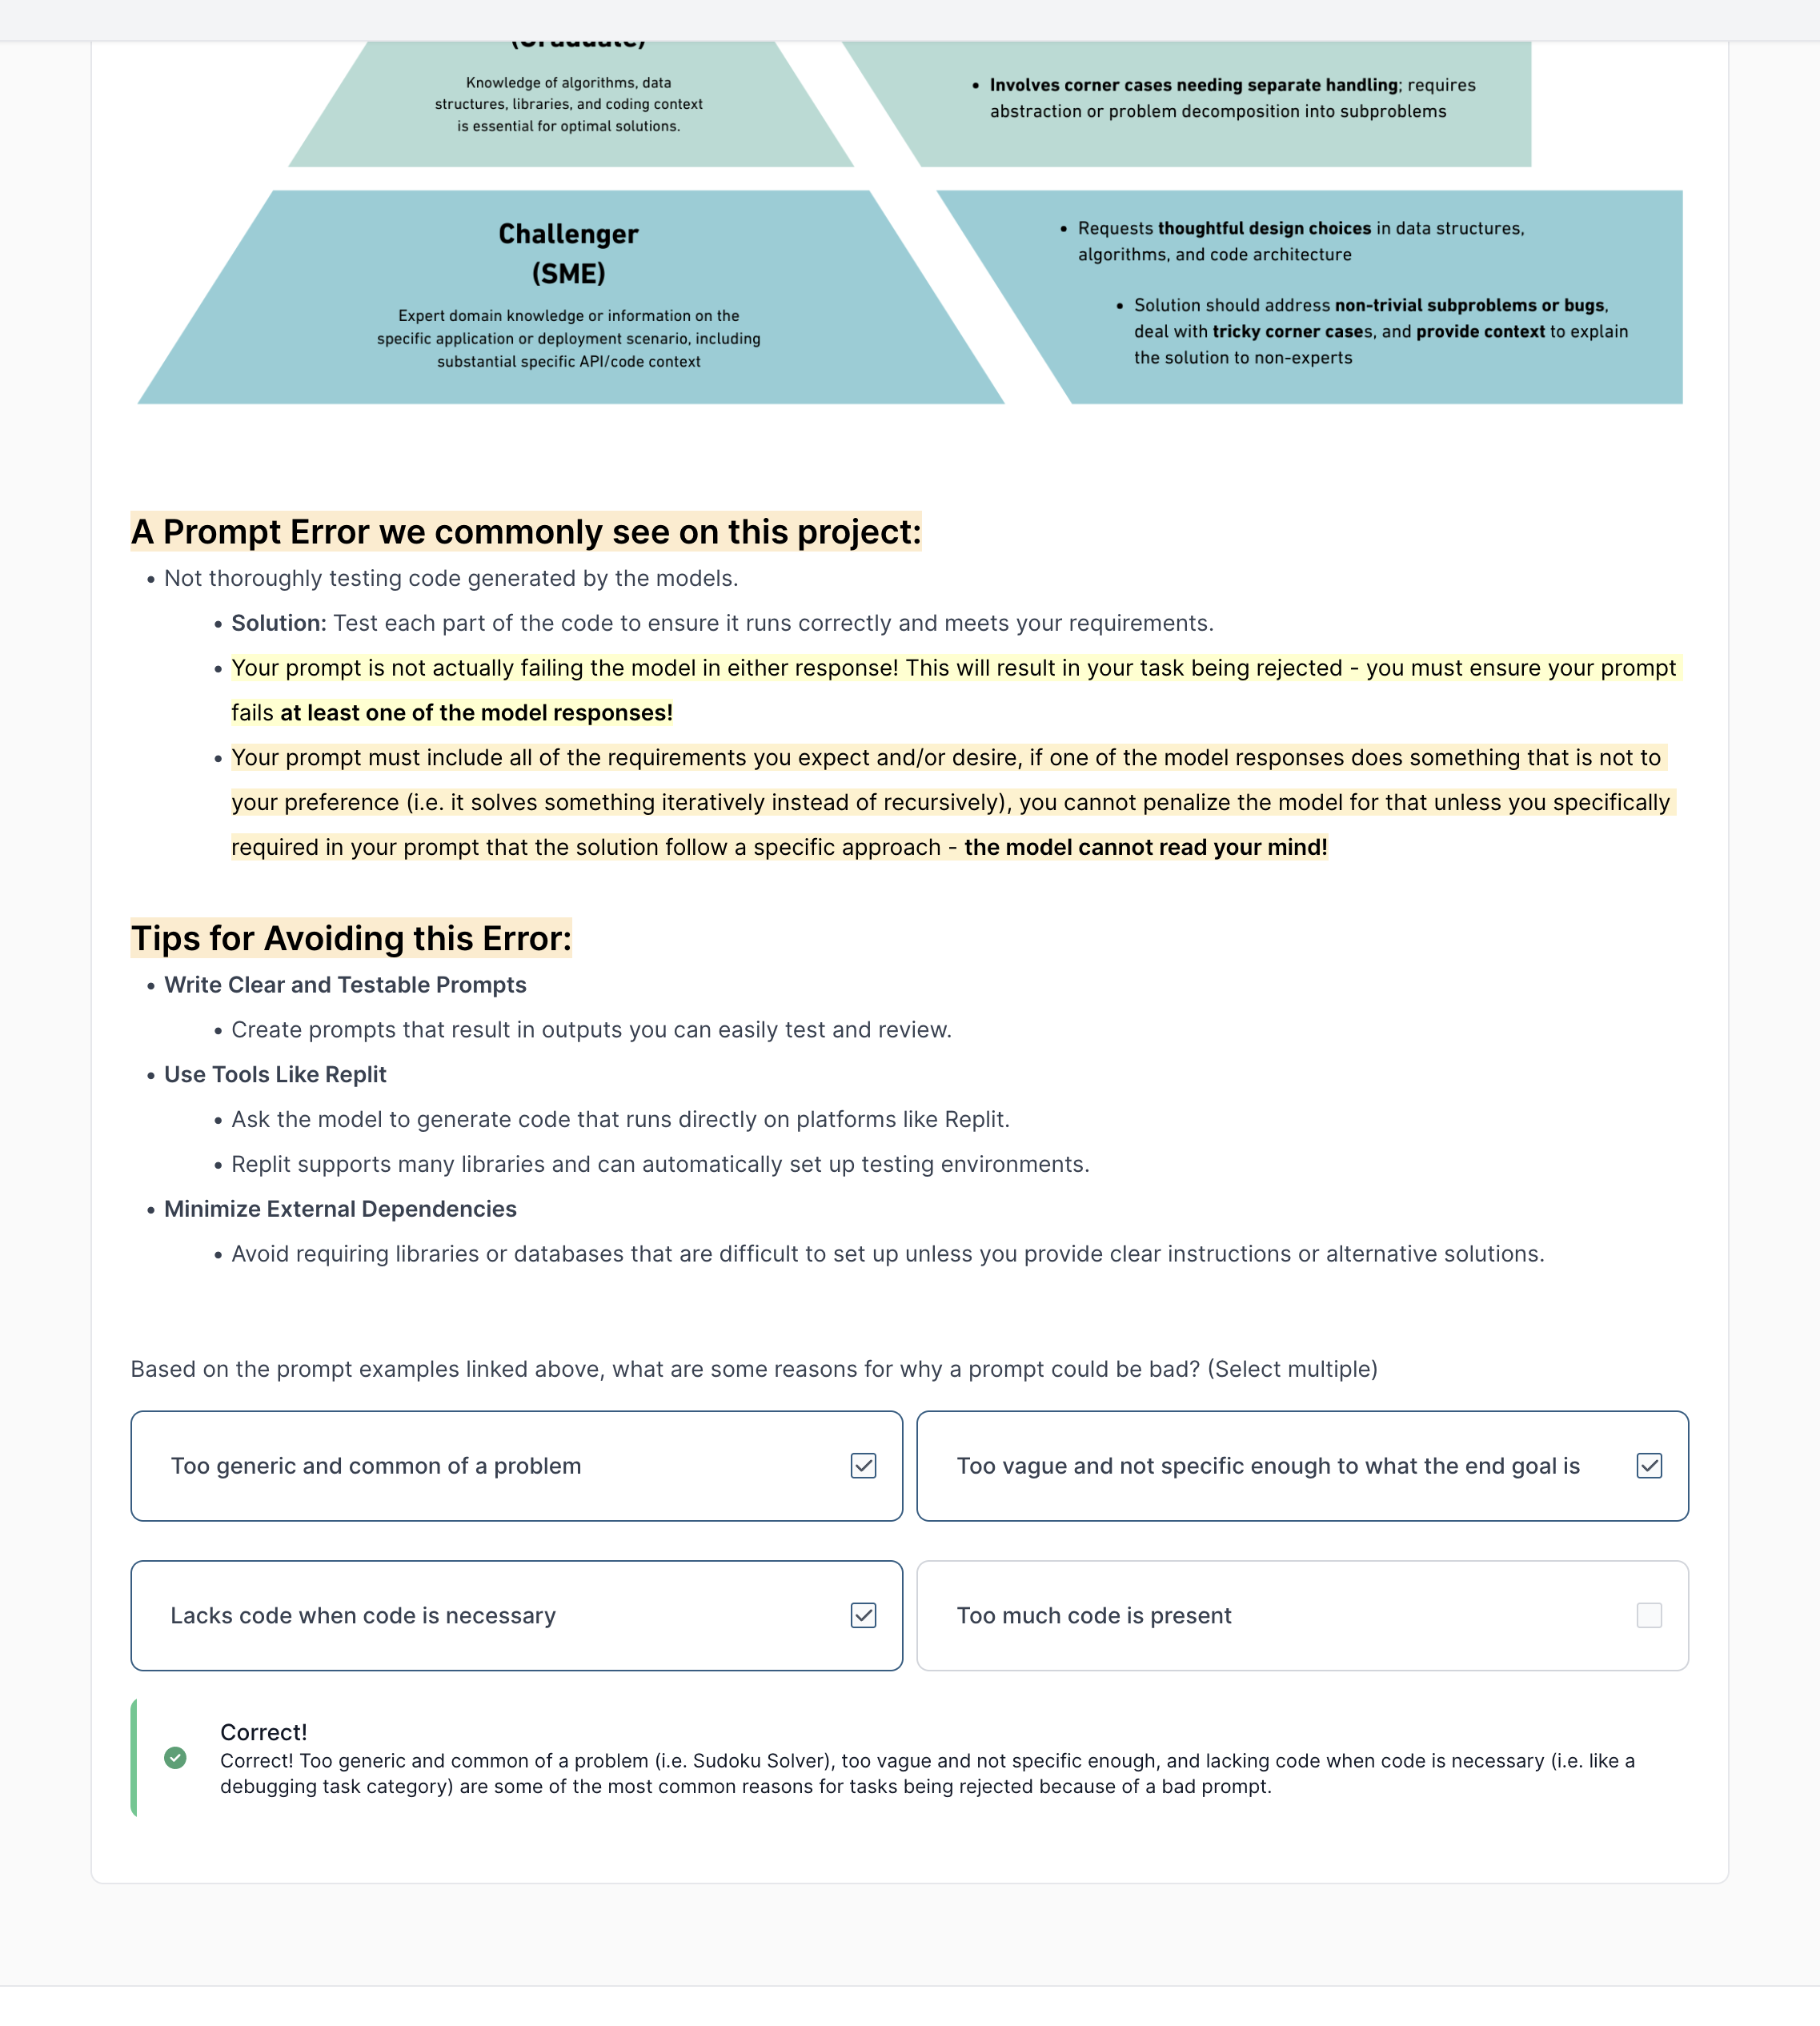 (Graduate)
Knowledge of algorithms, data
structures, libraries, and coding context
is essential for optimal solutions.
• Involves corner cases needing separate handling; requires
abstraction or problem decomposition into subproblems
Challenger
(SME)
Expert domain knowledge or information on the
specific application or deployment scenario, including
substantial specific API/code context
• Requests thoughtful design choices in data structures,
algorithms, and code architecture
• Solution should address non-trivial subproblems or bugs,
deal with tricky corner cases, and provide context to explain
the solution to non-experts
A Prompt Error we commonly see on this project:
• Not thoroughly testing code generated by the models.
• Solution: Test each part of the code to ensure it runs correctly and meets your requirements.
• Your prompt is not actually failing the model in either response! This will result in your task being rejected - you must ensure your prompt
fails at least one of the model responses!
• Your prompt must include all of the requirements you expect and/or desire, if one of the model responses does something that is not to
your preference (i.e. it solves something iteratively instead of recursively), you cannot penalize the model for that unless you specifically
required in your prompt that the solution follow a specific approach - the model cannot read your mind!
Tips for Avoiding this Error:
• Write Clear and Testable Prompts
• Create prompts that result in outputs you can easily test and review.
• Use Tools Like Replit
• Ask the model to generate code that runs directly on platforms like Replit.
• Replit supports many libraries and can automatically set up testing environments.
• Minimize External Dependencies
• Avoid requiring libraries or databases that are difficult to set up unless you provide clear instructions or alternative solutions.
Based on the prompt examples linked above, what are some reasons for why a prompt could be bad? (Select multiple)
Too generic and common of a problem
Too vague and not specific enough to what the end goal is
Lacks code when code is necessary
Too much code is present
Correct!
Correct! Too generic and common of a problem (i.e. Sudoku Solver), too vague and not specific enough, and lacking code when code is necessary (i.e. like a
debugging task category) are some of the most common reasons for tasks being rejected because of a bad prompt.